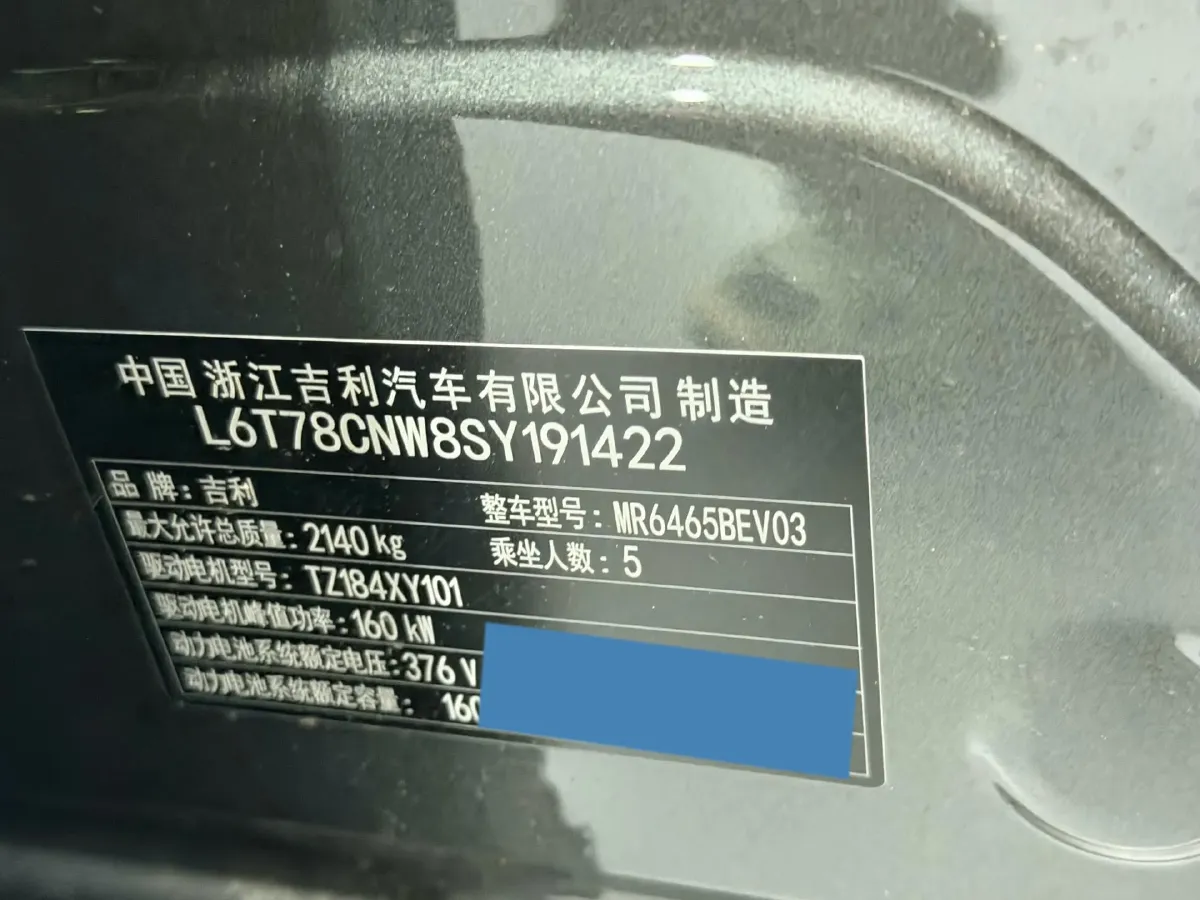 中国 浙江吉利汽车有限公司 制造
L6T78CNW8SY191422
品 牌：吉利 整车型号：MR6465BEV03
最大允许总质量：2140 kg 乘坐人数：5
驱动电机型号：TZ184XY101
驱动电机峰值功率：160 kW
动力电池系统额定电压：376 V
动力电池系统额定容量：